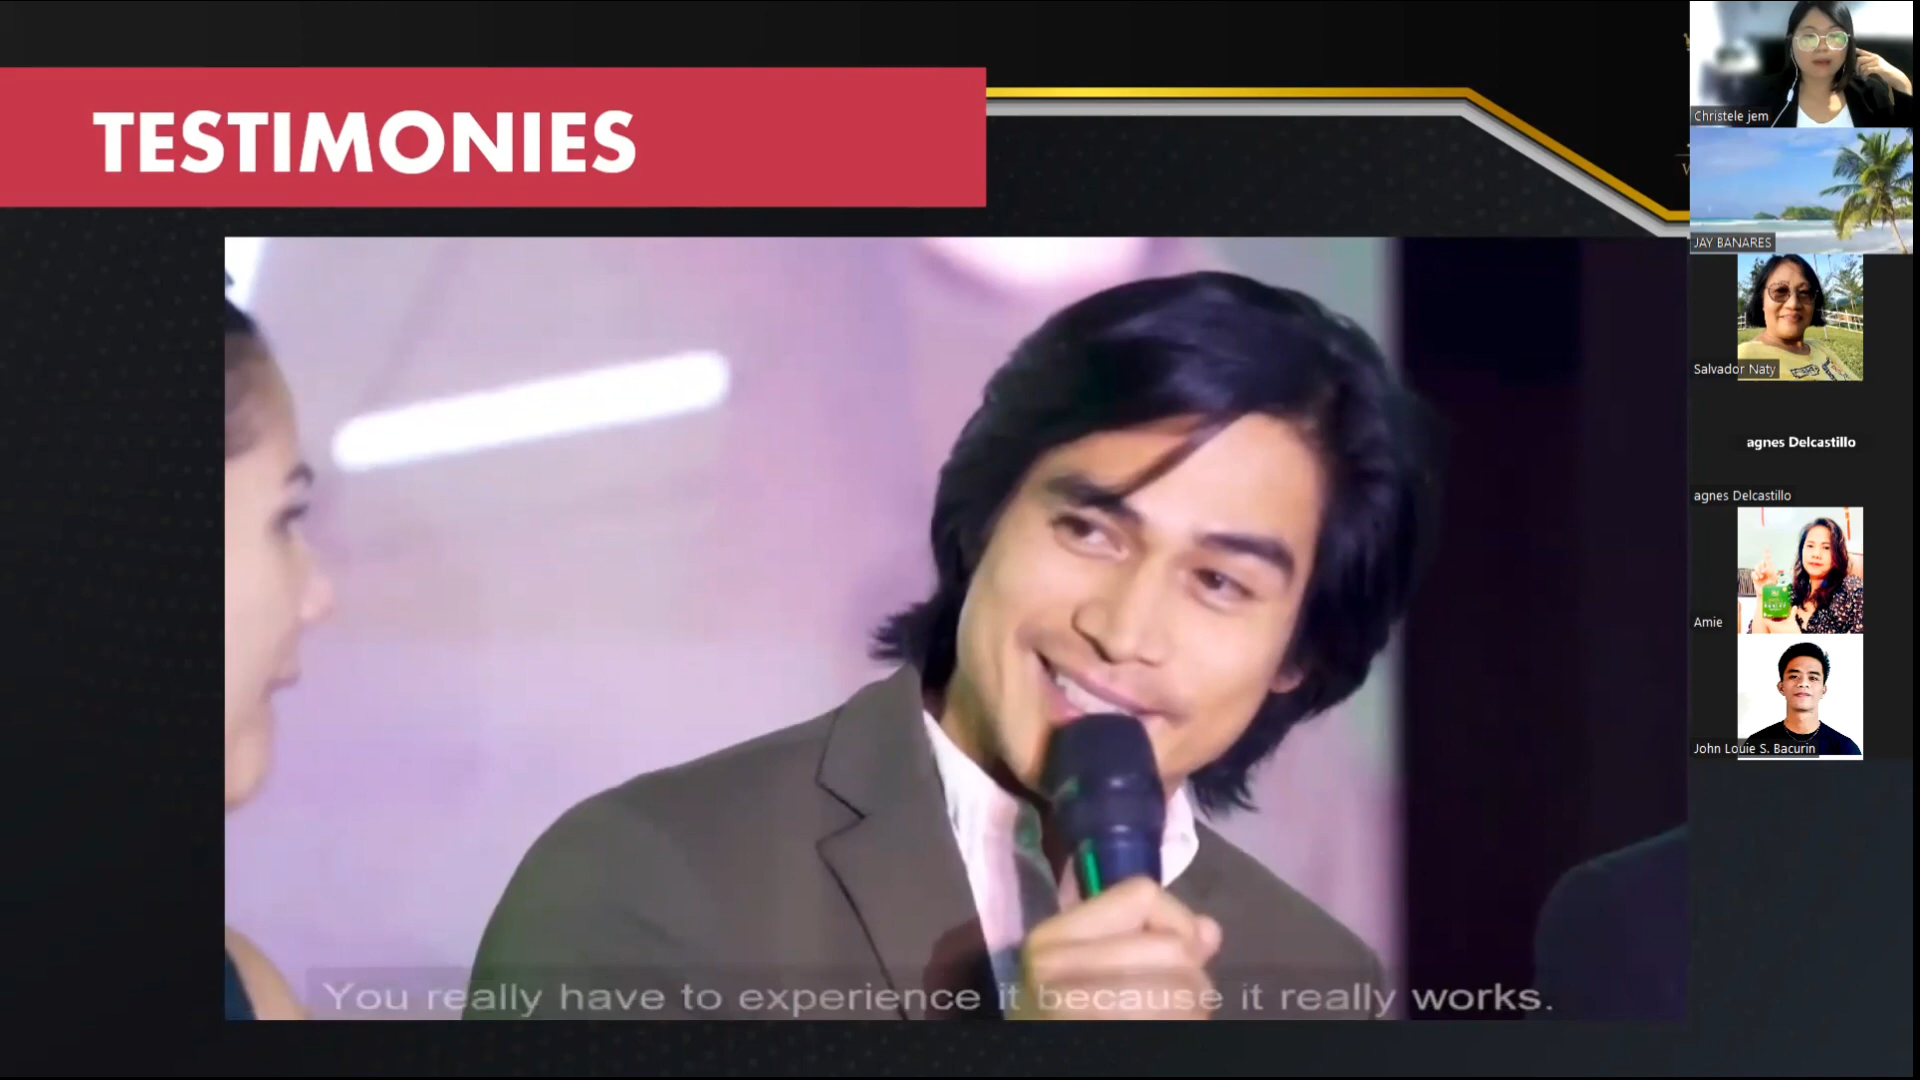 TESTIMONIES
You really have to experience it because it really works.
Christele jem
JAY BANARES
Salvador Naty
agnes Delcastillo
agnes Delcastillo
Amie
John Louie S. Bacurin